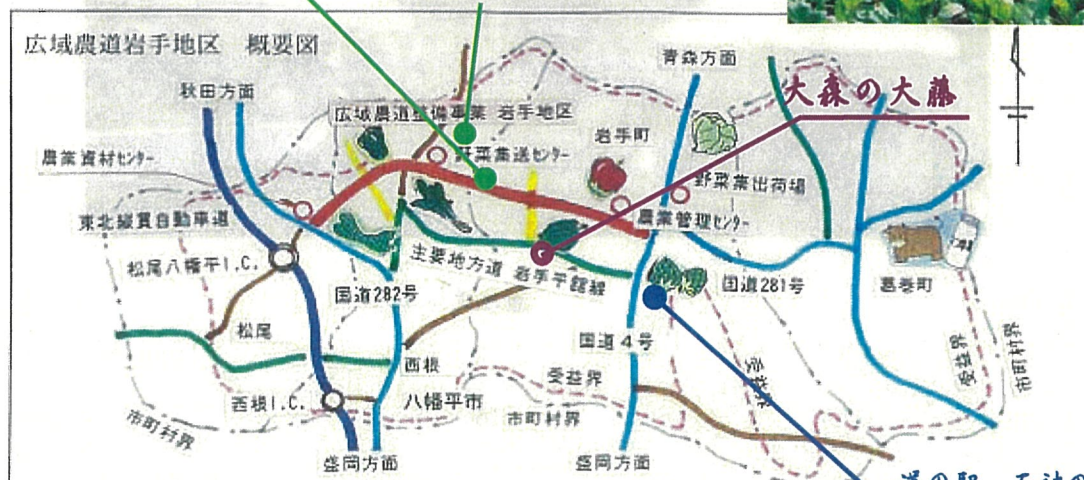 広域農道岩手地区 概要図
青森方面
秋田方面
大森の大藤
広域農道整備事業 岩手地区
岩手町
農業資材センター
野菜集送センター
野菜集出荷場
東北縦貫自動車道
農業管理センター
松尾八幡平I.C.
主要地方道 岩手平舘線
国道282号
国道281号
葛巻町
松尾
国道4号
西根
受益界
受益界
受益界
市町村界
西根I.C.
八幡平市
市町村界
市町村界
盛岡方面
盛岡方面
道の駅